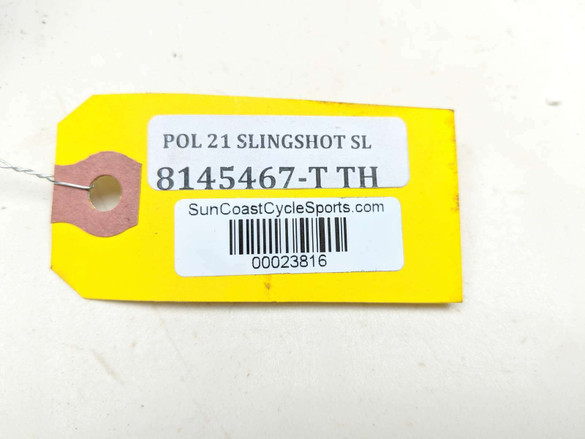 POL 21 SLINGSHOT SL
8145467-T TH
SunCoastCycleSports.com
00023816